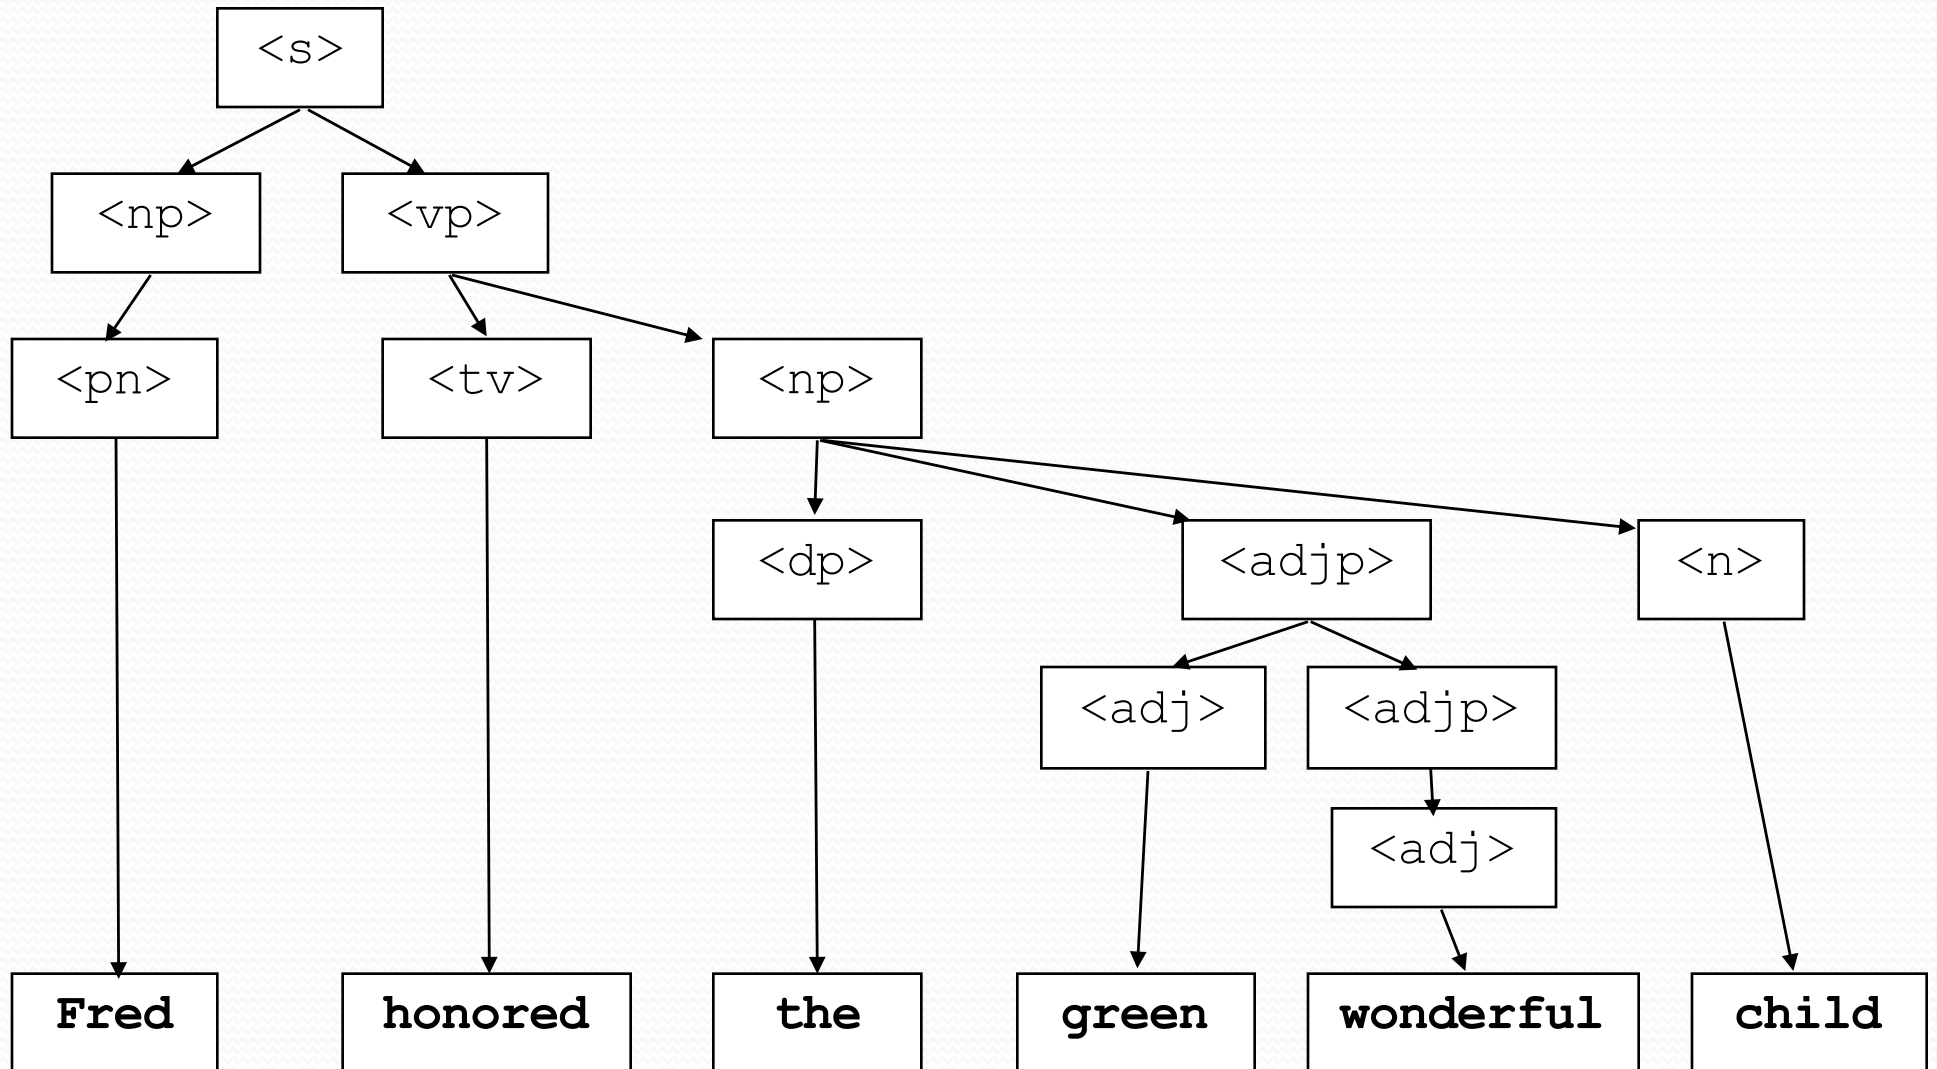 <s>
<np> <vp>
<pn> <tv> <np>
<dp> <adjp> <n>
<adj> <adjp>
<adj>
Fred honored the green wonderful child